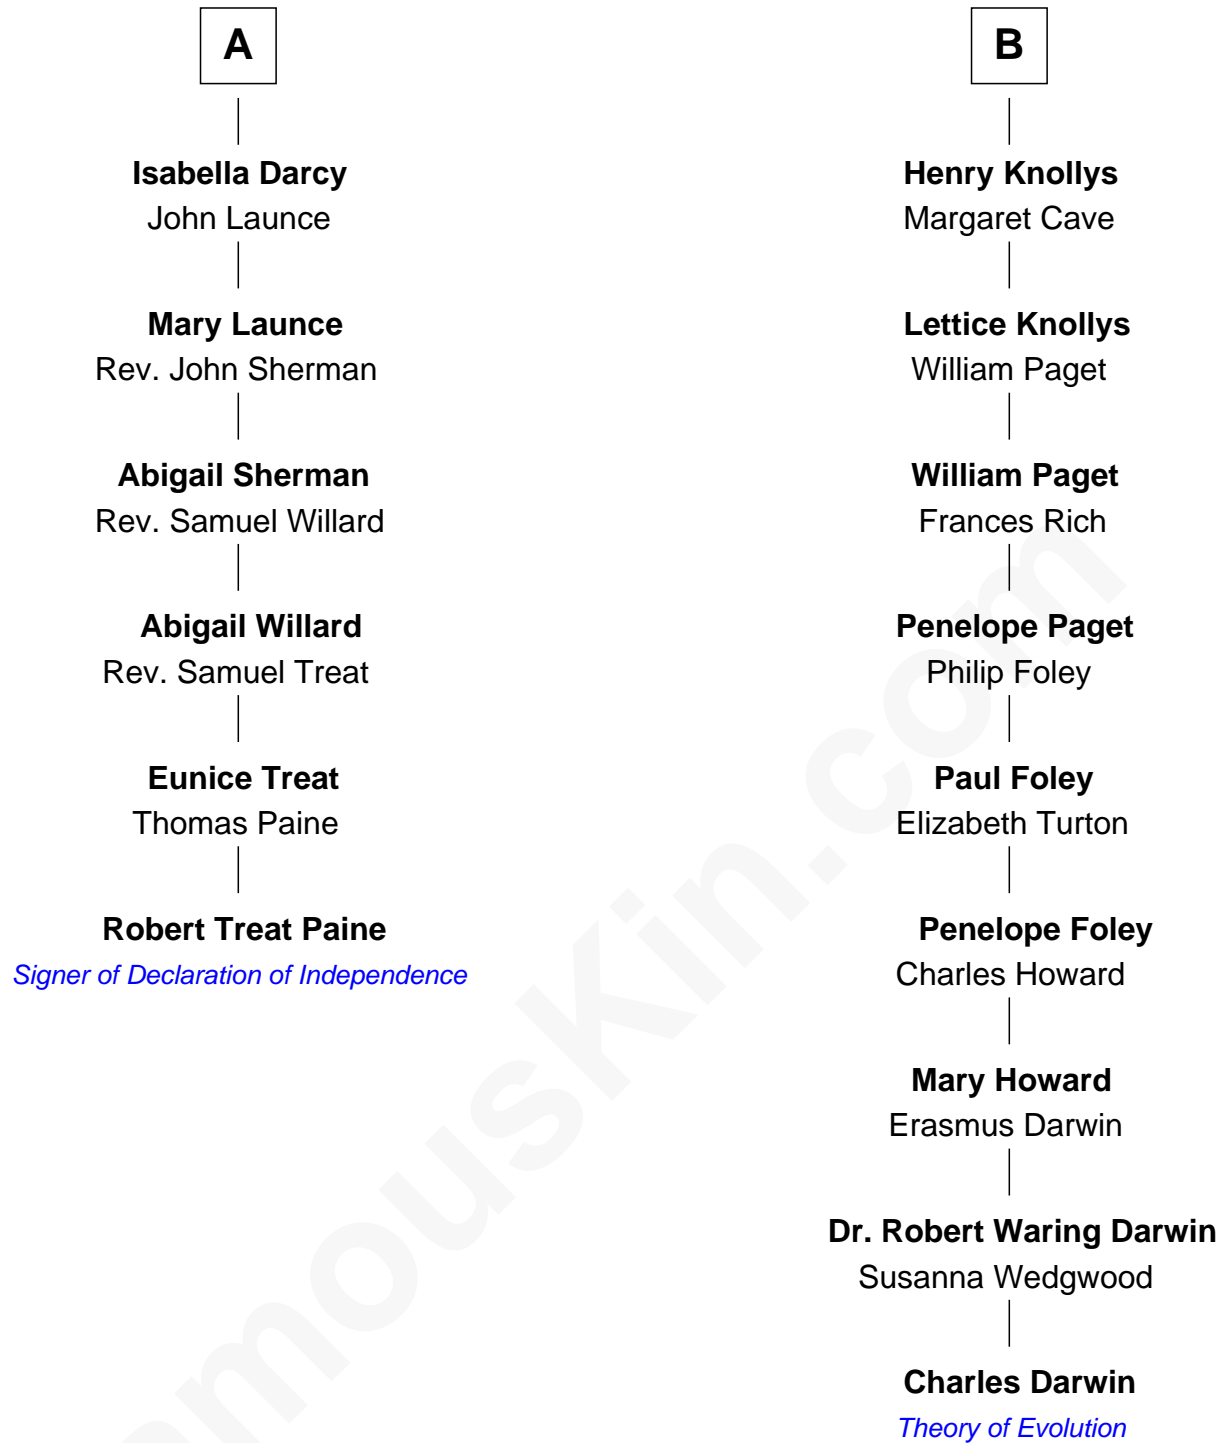 A
Isabella Darcy
John Launce
Mary Launce
Rev. John Sherman
Abigail Sherman
Rev. Samuel Willard
Abigail Willard
Rev. Samuel Treat
Eunice Treat
Thomas Paine
Robert Treat Paine
Signer of Declaration of Independence
B
Henry Knollys
Margaret Cave
Lettice Knollys
William Paget
William Paget
Frances Rich
Penelope Paget
Philip Foley
Paul Foley
Elizabeth Turton
Penelope Foley
Charles Howard
Mary Howard
Erasmus Darwin
Dr. Robert Waring Darwin
Susanna Wedgwood
Charles Darwin
Theory of Evolution
amouskin.com